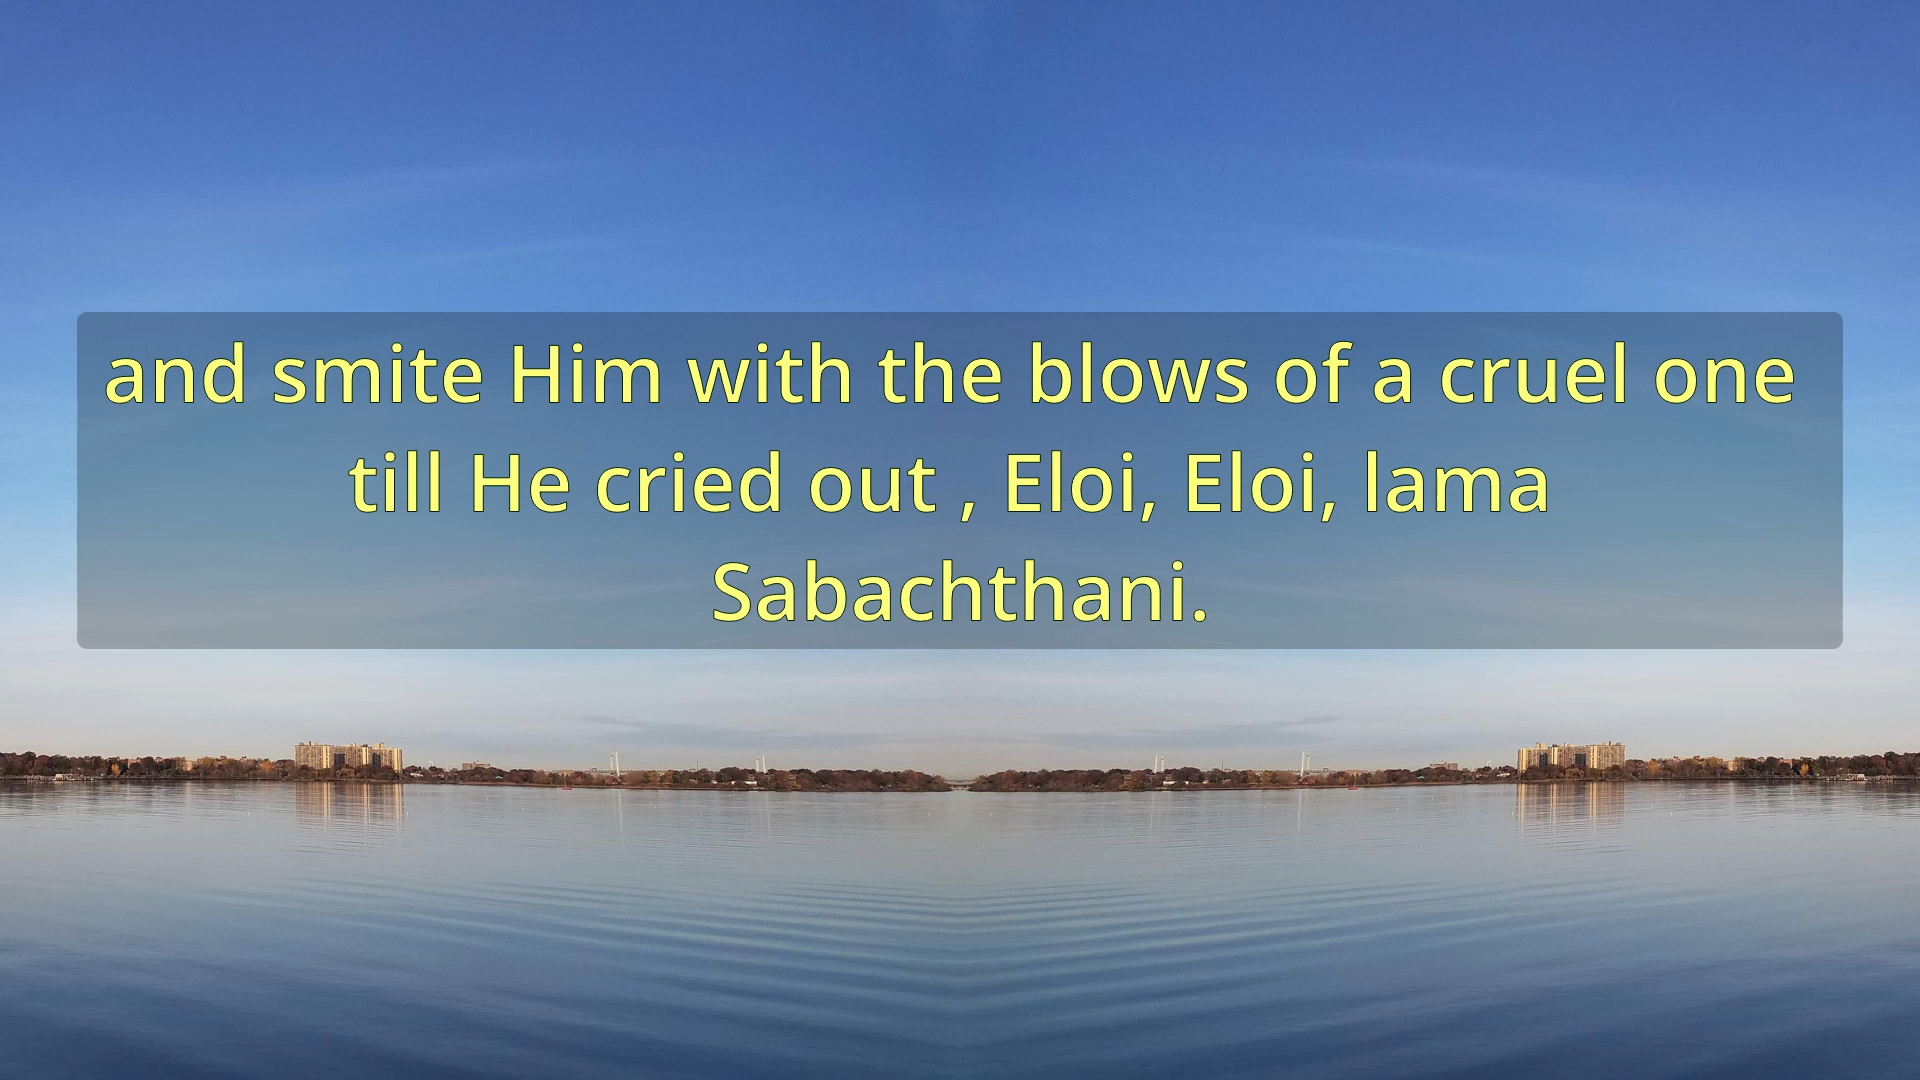 and smite Him with the blows of a cruel one
till He cried out , Eloi, Eloi, lama
Sabachthani.